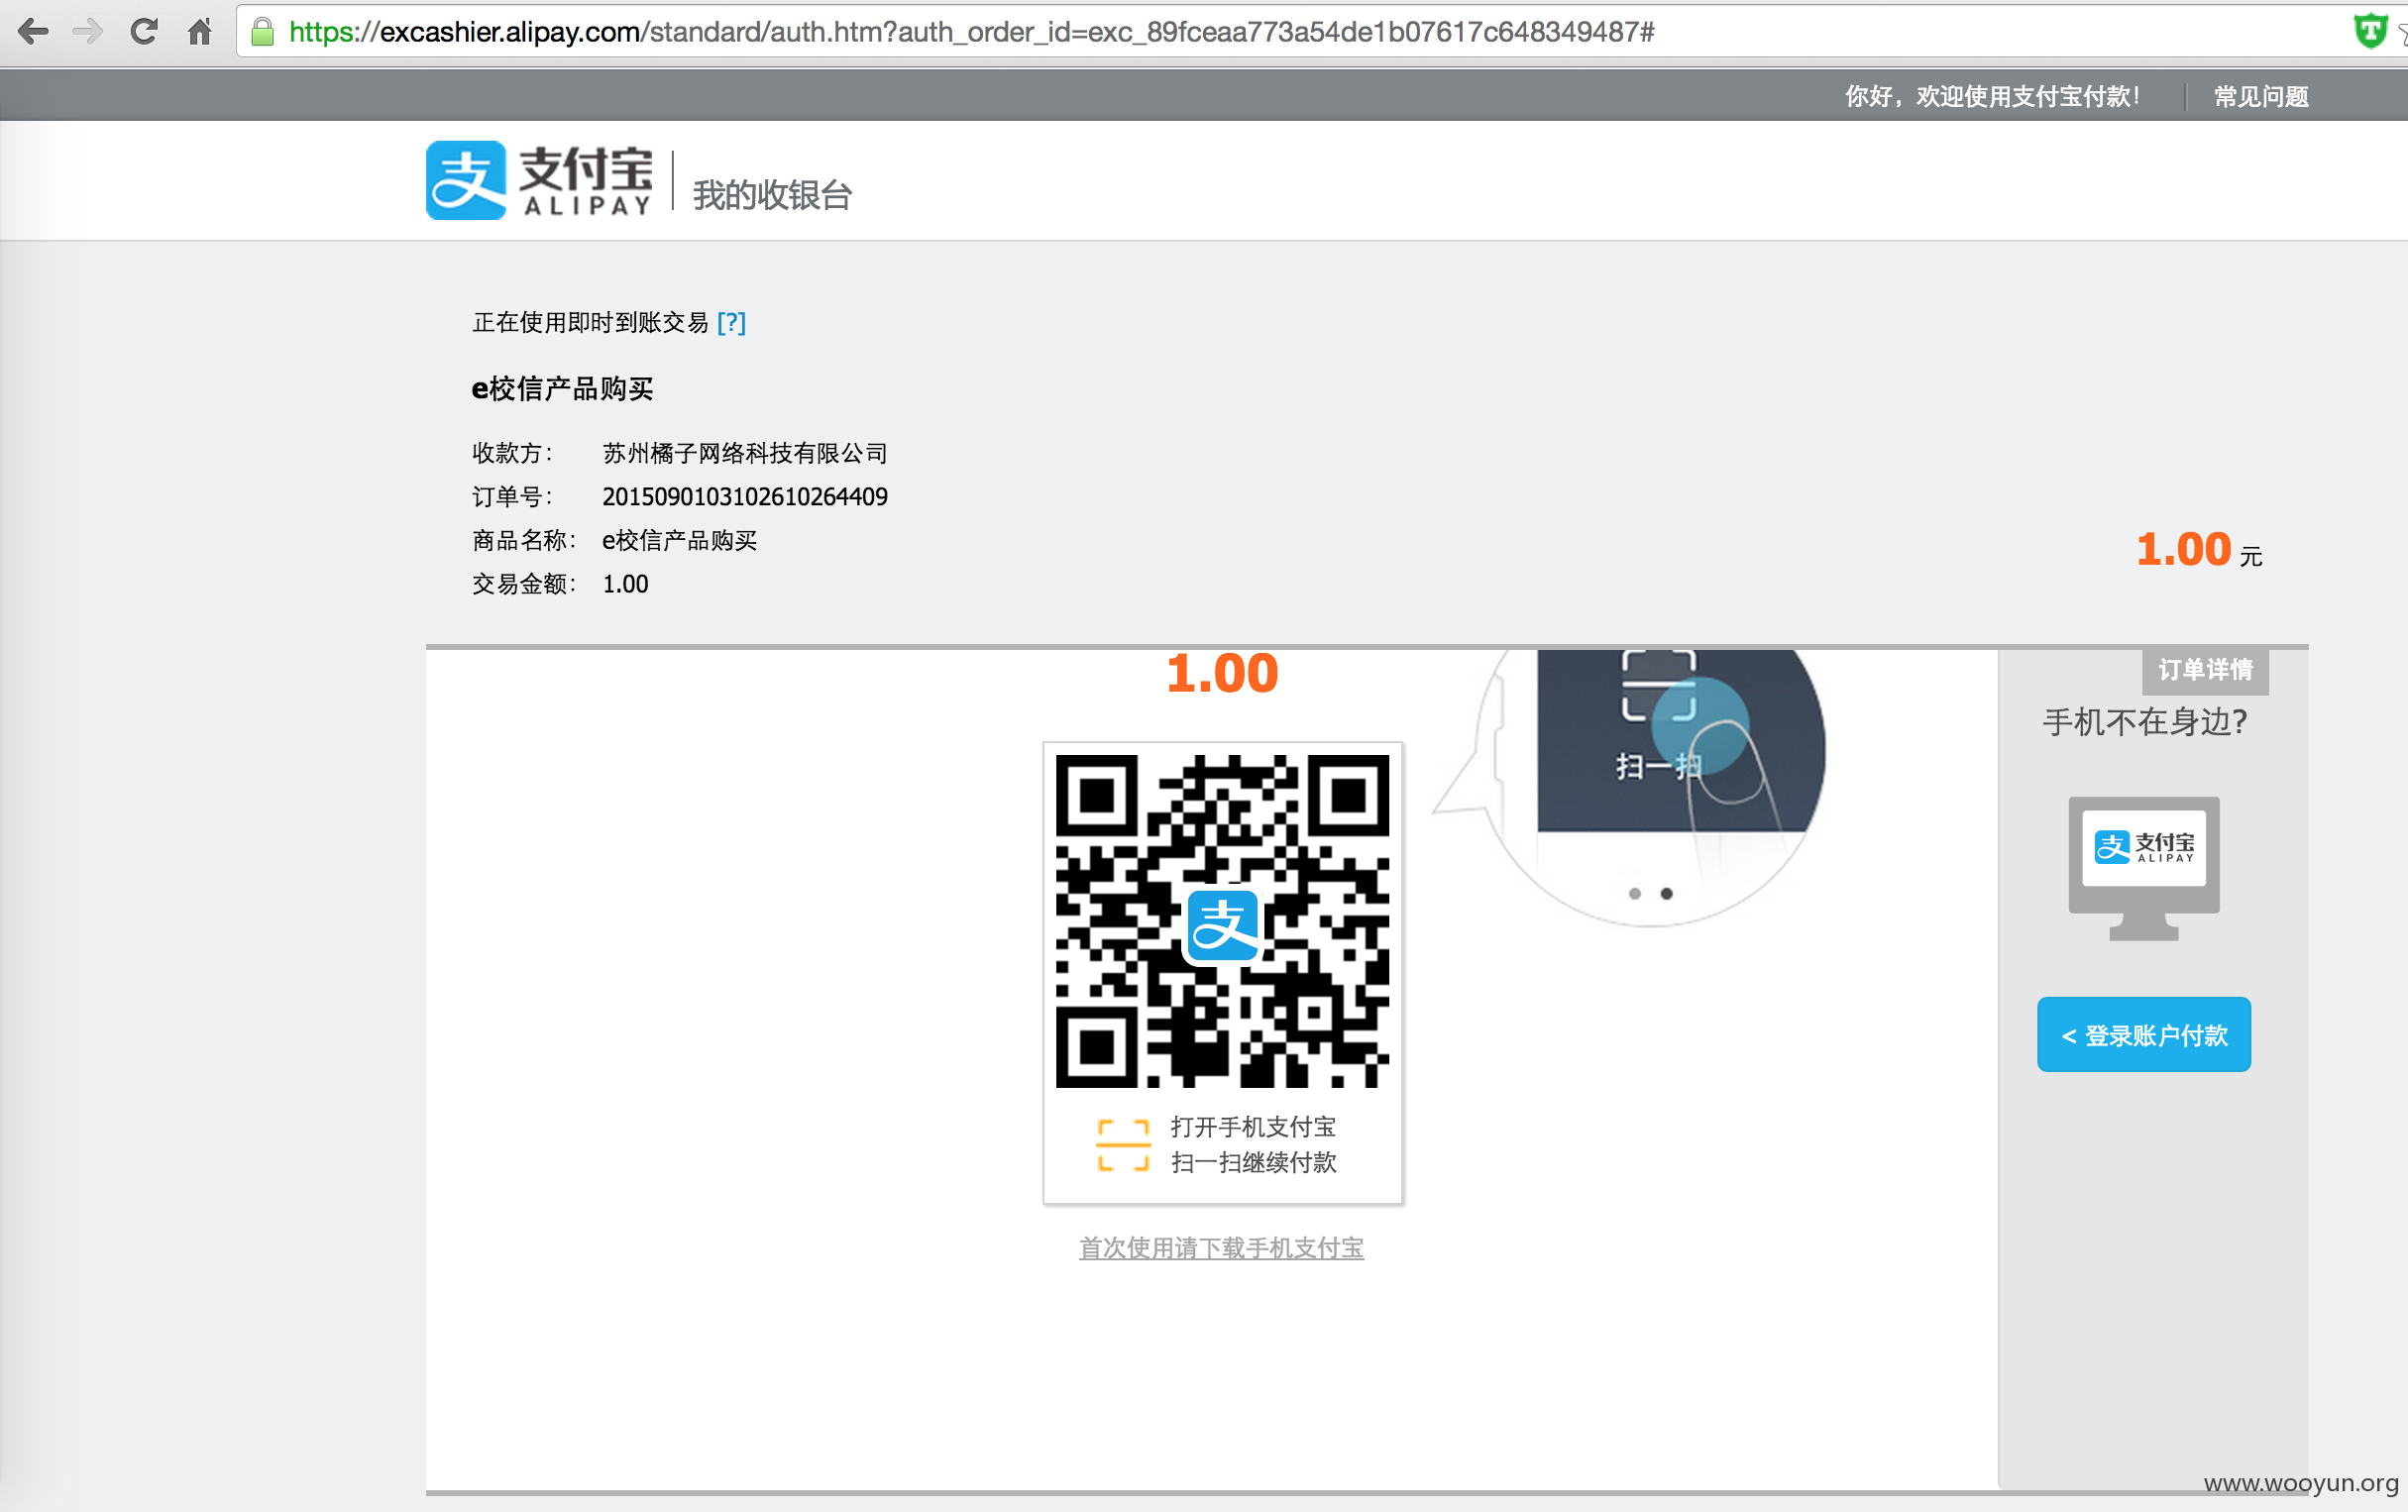 https://excashier.alipay.com/standard/auth.htm?auth_order_id=exc_89fceaa773a54de1b07617c648349487#
你好，欢迎使用支付宝付款！ 常见问题
支付宝 ALIPAY 我的收银台
正在使用即时到账交易 [?]
e校信产品购买
收款方： 苏州橘子网络科技有限公司
订单号： 2015090103102610264409
商品名称： e校信产品购买
交易金额： 1.00
1.00 元
订单详情
1.00
扫一扫
打开手机支付宝
扫一扫继续付款
首次使用请下载手机支付宝
手机不在身边？
支付宝
ALIPAY
< 登录账户付款
www.wooyun.org